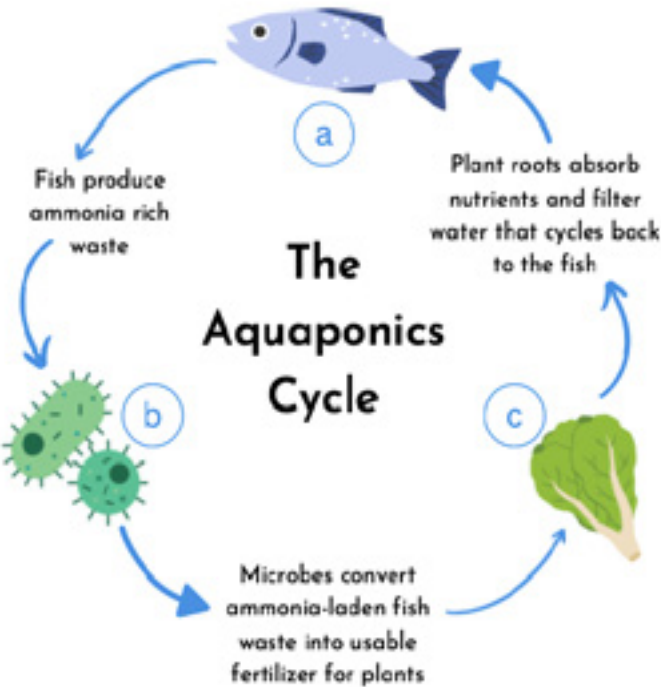 a
Plant roots absorb
nutrients and filter
water that cycles back
to the fish
Fish produce
ammonia rich
waste
The
Aquaponics
Cycle
b
c
Microbes convert
ammonia-laden fish
waste into usable
fertilizer for plants